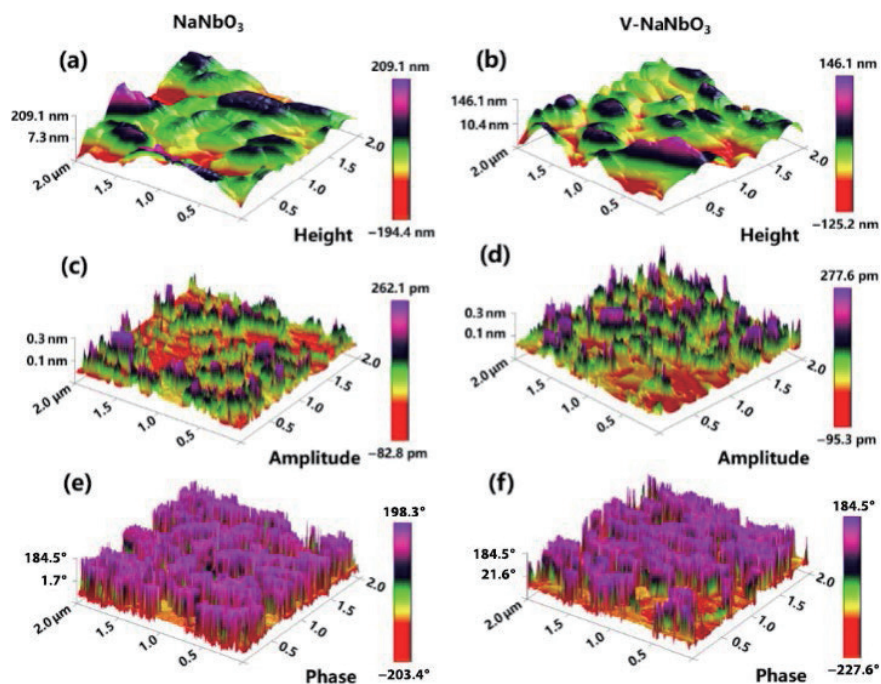 NaNbO₃
V-NaNbO₃
(a)
209.1 nm
209.1 nm
7.3 nm
2.0 μm
1.5
1.0
0.5
0.5
1.0
1.5
2.0
−194.4 nm
Height
(b)
146.1 nm
146.1 nm
10.4 nm
2.0 μm
1.5
1.0
0.5
0.5
1.0
1.5
2.0
−125.2 nm
Height
(c)
262.1 pm
0.3 nm
0.1 nm
2.0 μm
1.5
1.0
0.5
0.5
1.0
1.5
2.0
−82.8 pm
Amplitude
(d)
277.6 pm
0.3 nm
0.1 nm
2.0 μm
1.5
1.0
0.5
0.5
1.0
1.5
2.0
−95.3 pm
Amplitude
(e)
198.3°
184.5°
1.7°
2.0 μm
1.5
1.0
0.5
0.5
1.0
1.5
2.0
−203.4°
Phase
(f)
184.5°
184.5°
21.6°
2.0 μm
1.5
1.0
0.5
0.5
1.0
1.5
2.0
−227.6°
Phase